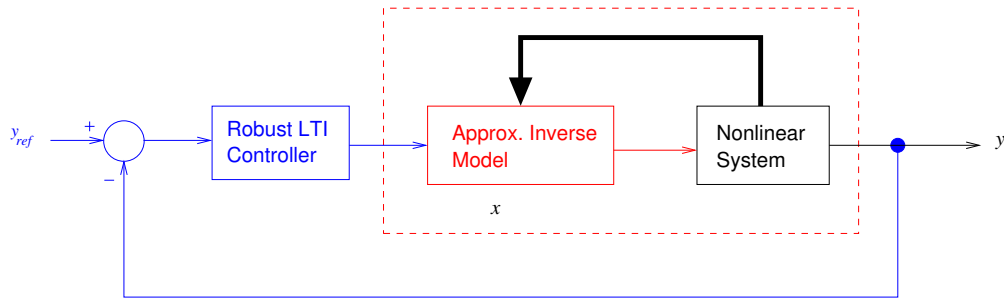 y_ref
+
−
Robust LTI
Controller
Approx. Inverse
Model
x
Nonlinear
System
y